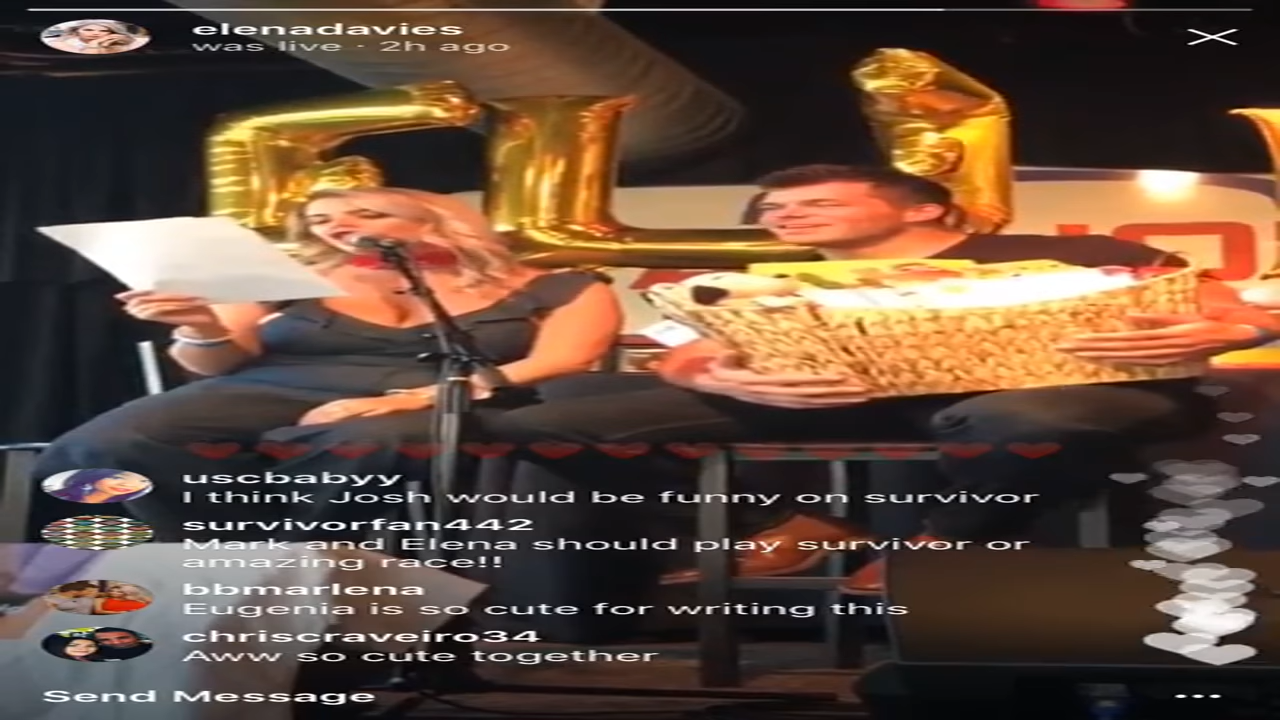 elenadavies
was live · 2h ago
uscbabyy
I think Josh would be funny on survivor
survivorfan442
Mark and Elena should play survivor or
amazing race!!
bbmarlena
Eugenia is so cute for writing this
chriscraveiro34
Aww so cute together
Send Message